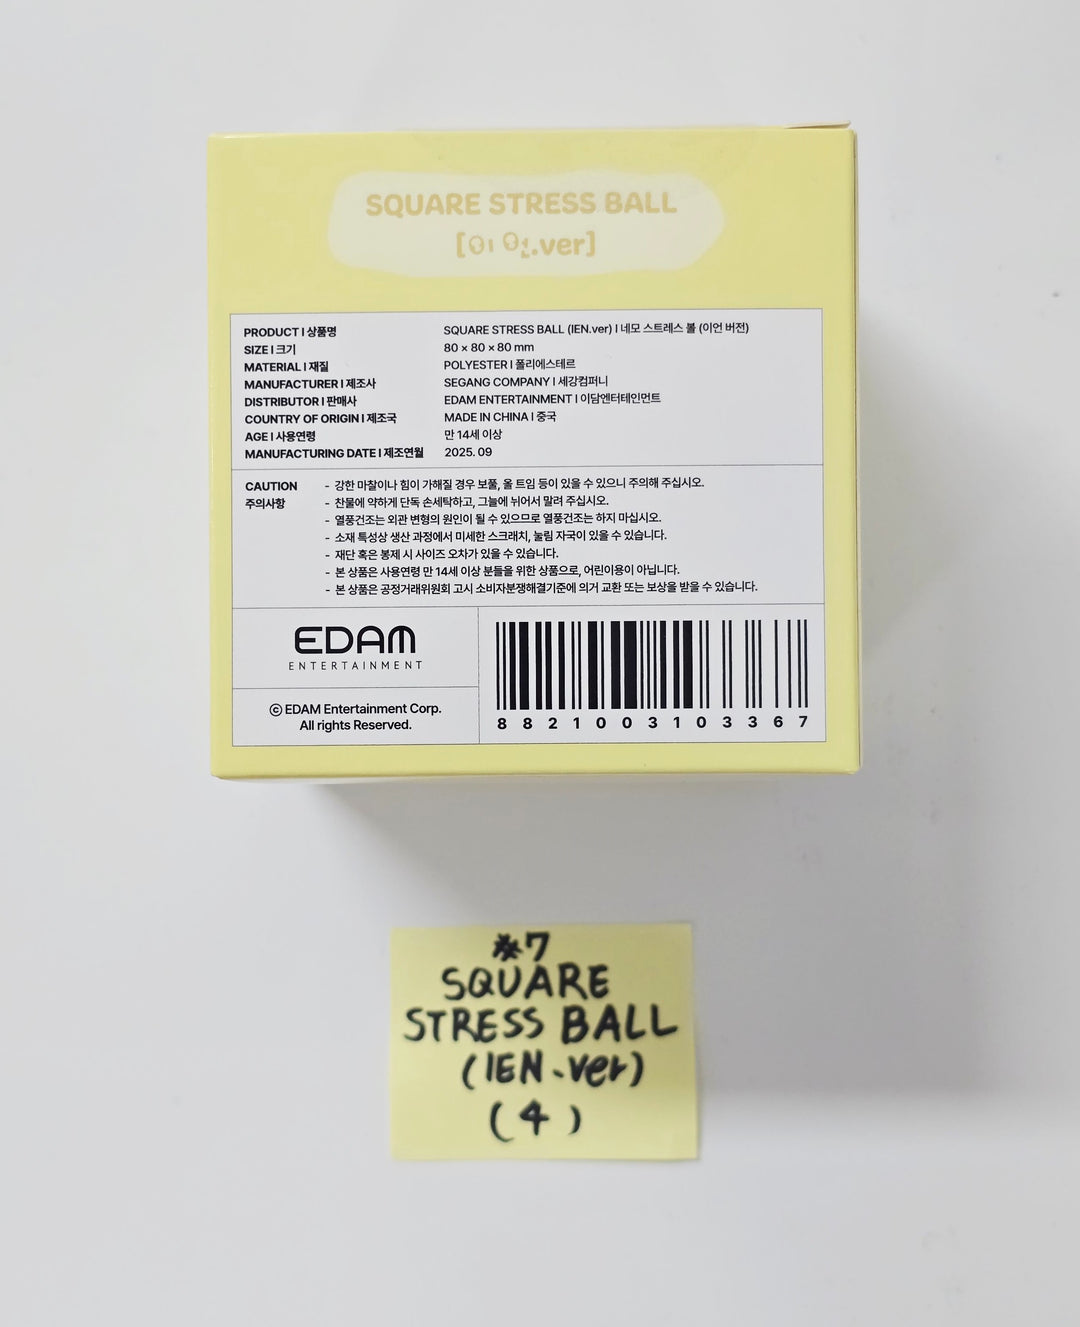 SQUARE STRESS BALL
[이언.ver]
PRODUCT I 상품명 SQUARE STRESS BALL (IEN.ver) I 네모 스트레스 볼 (이언 버전)
SIZE I 크기 80 × 80 × 80 mm
MATERIAL I 재질 POLYESTER I 폴리에스테르
MANUFACTURER I 제조사 SEGANG COMPANY I 세강컴퍼니
DISTRIBUTOR I 판매사 EDAM ENTERTAINMENT I 이담엔터테인먼트
COUNTRY OF ORIGIN I 제조국 MADE IN CHINA I 중국
AGE I 사용연령 만 14세 이상
MANUFACTURING DATE I 제조연월 2025. 09
CAUTION - 강한 마찰이나 힘이 가해질 경우 보풀, 올 트임 등이 있을 수 있으니 주의해 주십시오.
주의사항 - 찬물에 약하게 단독 손세탁하고, 그늘에 뉘어서 말려 주십시오.
- 열풍건조는 외관 변형의 원인이 될 수 있으므로 열풍건조는 하지 마십시오.
- 소재 특성상 생산 과정에서 미세한 스크래치, 눌림 자국이 있을 수 있습니다.
- 재단 혹은 봉제 시 사이즈 오차가 있을 수 있습니다.
- 본 상품은 사용연령 만 14세 이상 분들을 위한 상품으로, 어린이용이 아닙니다.
- 본 상품은 공정거래위원회 고시 소비자분쟁해결기준에 의거 교환 또는 보상을 받을 수 있습니다.
EDAM
ENTERTAINMENT
ⓒ EDAM Entertainment Corp.
All rights Reserved.
8821003103367
#7
SQUARE
STRESS BALL
(IEN.ver)
(4)